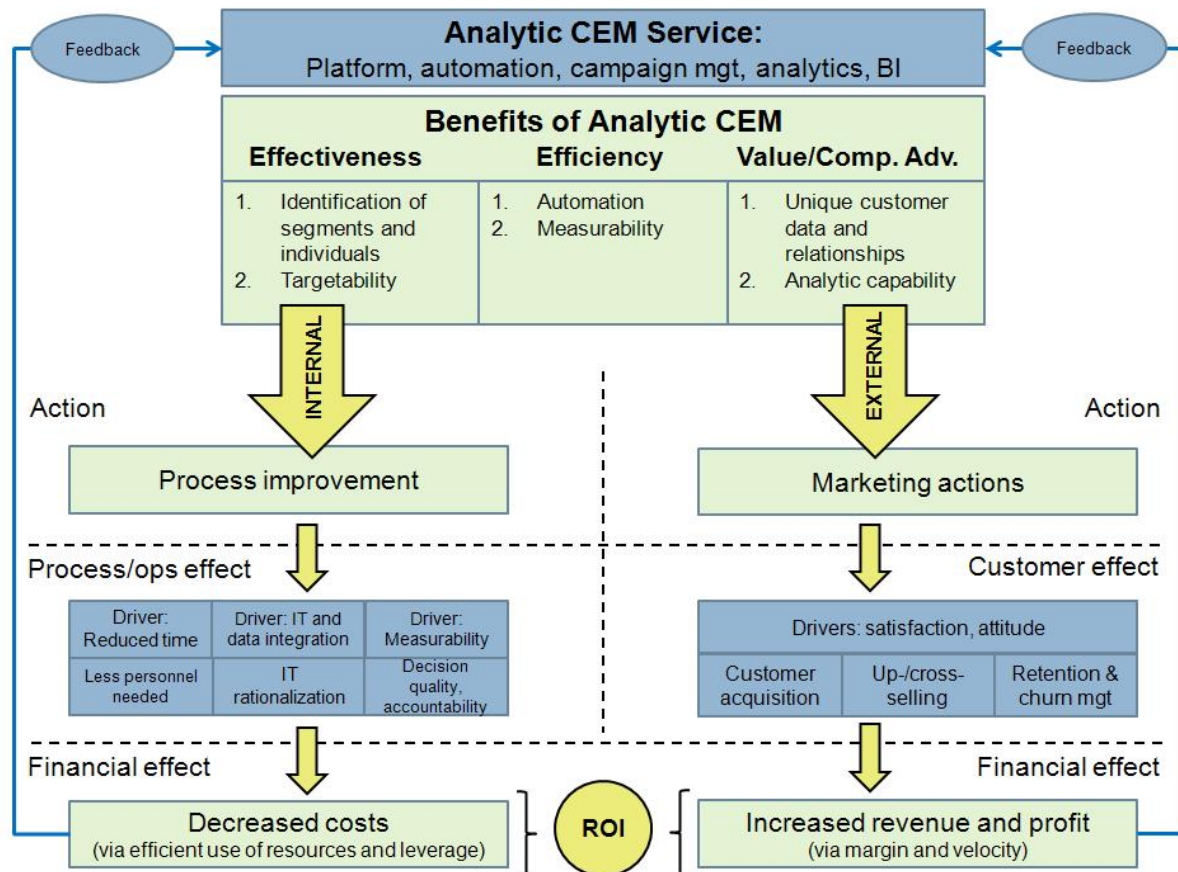 Feedback
Analytic CEM Service:
Platform, automation, campaign mgt, analytics, BI
Feedback
Benefits of Analytic CEM
Effectiveness
Efficiency
Value/Comp. Adv.
1. Identification of
segments and
individuals
2. Targetability
1. Automation
2. Measurability
1. Unique customer
data and
relationships
2. Analytic capability
INTERNAL
EXTERNAL
Action
Action
Process improvement
Marketing actions
Process/ops effect
Customer effect
Driver:
Reduced time
Driver: IT and
data integration
Driver:
Measurability
Less personnel
needed
IT
rationalization
Decision
quality,
accountability
Drivers: satisfaction, attitude
Customer
acquisition
Up-/cross-
selling
Retention &
churn mgt
Financial effect
Financial effect
Decreased costs
(via efficient use of resources and leverage)
ROI
Increased revenue and profit
(via margin and velocity)